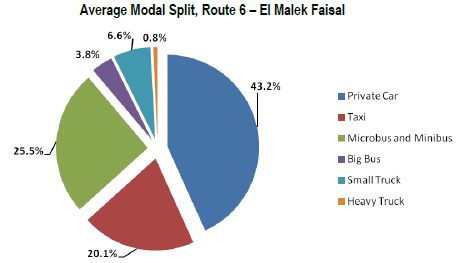 Average Modal Split, Route 6 – El Malek Faisal
6.6%
0.8%
3.8%
43.2%
25.5%
20.1%
Private Car
Taxi
Microbus and Minibus
Big Bus
Small Truck
Heavy Truck